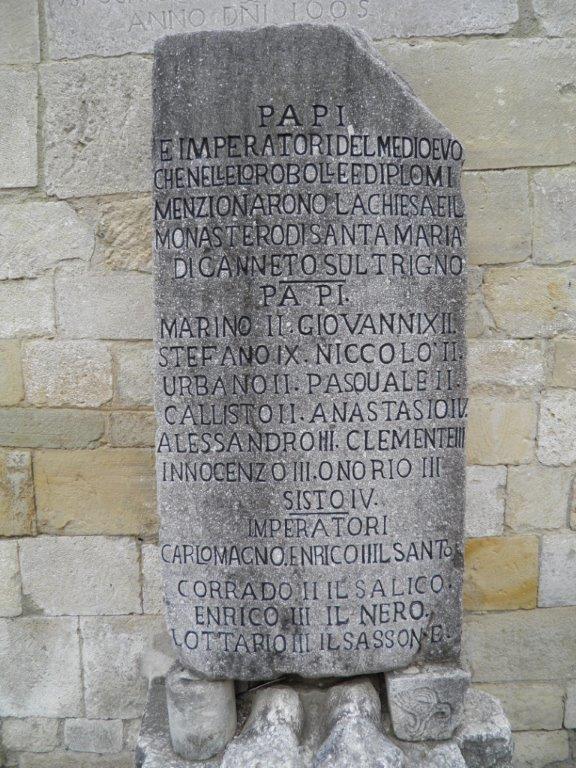 ANNO DNI 1005
PAPI
E IMPERATORI DEL MEDIOEVO
CHE NELLE LORO BOLLE E DIPLOMI
MENZIONARONO LA CHIESA E IL
MONASTERO DI SANTA MARIA
DI CANNETO SUL TRIGNO
PAPI.
MARINO II. GIOVANNI XII.
STEFANO IX. NICCOLO' II.
URBANO II. PASQUALE II.
CALLISTO II. ANASTASIO IV.
ALESSANDRO III. CLEMENTE III
INNOCENZO III. ONORIO III
SISTO IV.
IMPERATORI
CARLO MAGNO. ENRICO IIII IL SANTO.
CORRADO II IL SALICO.
ENRICO III IL NERO.
LOTTARIO III IL SASSONE.